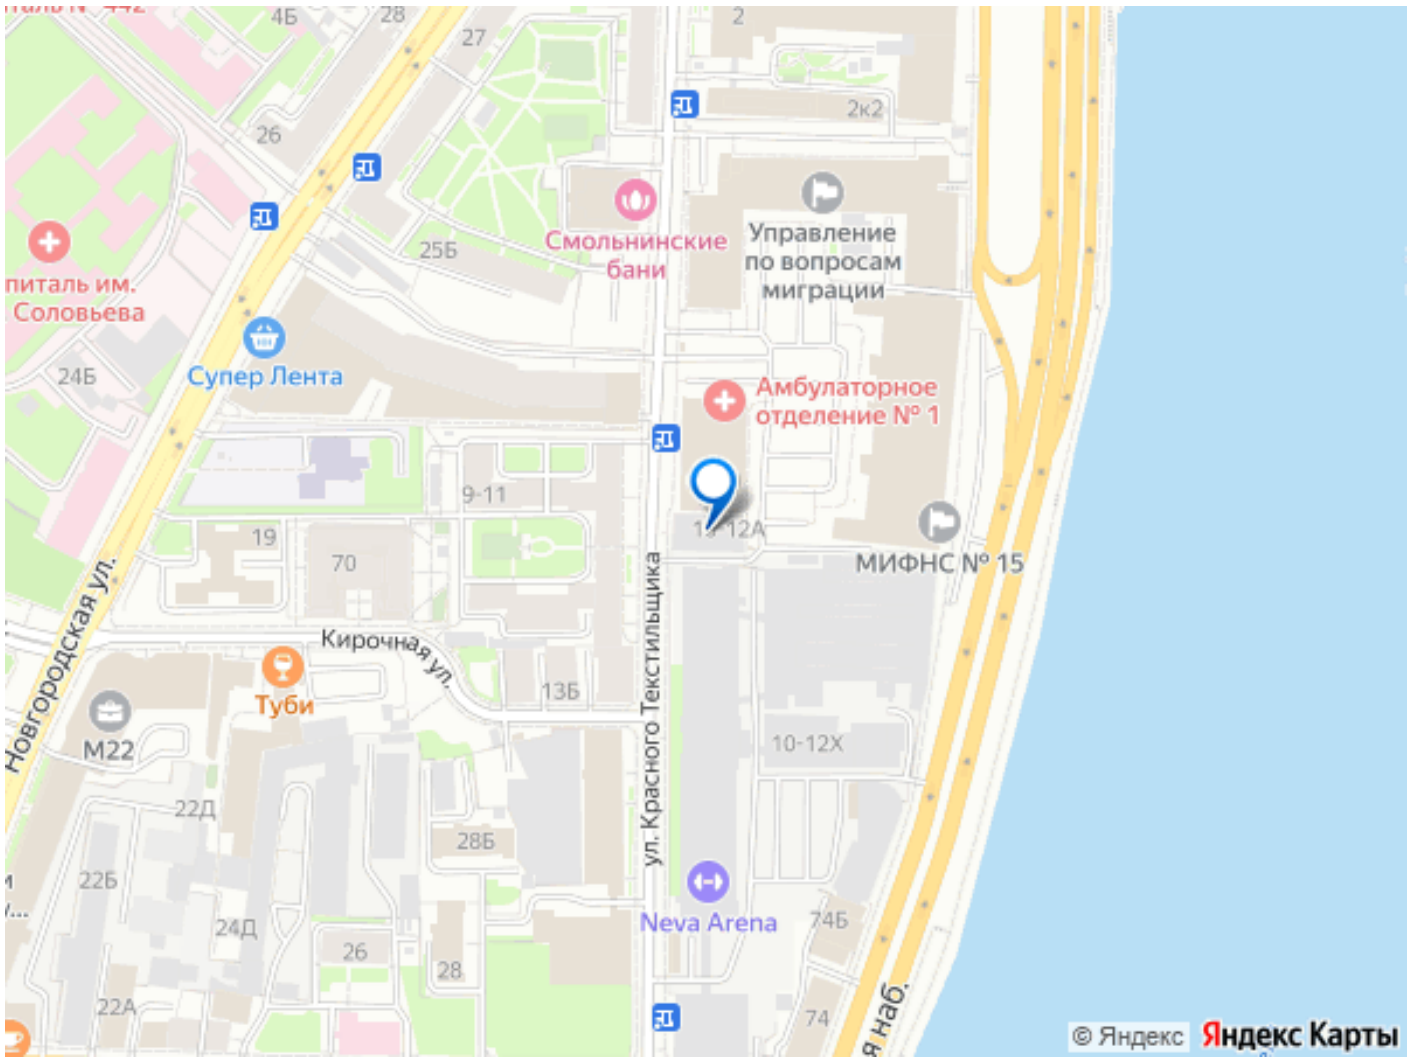 28
4Б
2
27
2к2
26
Смольнинские
бани
Управление
по вопросам
миграции
25Б
питаль им.
Соловьева
Супер Лента
24Б
Амбулаторное
отделение № 1
9-11
19
70
МИФНС № 15
Новгородская ул.
Кирочная ул.
ул. Красного Текстильщика
13Б
Туби
М22
10-12Х
22Д
28Б
22Б
Neva Arena
24Д
74Б
26
28
22А
74
я наб.
© Яндекс
Яндекс Карты